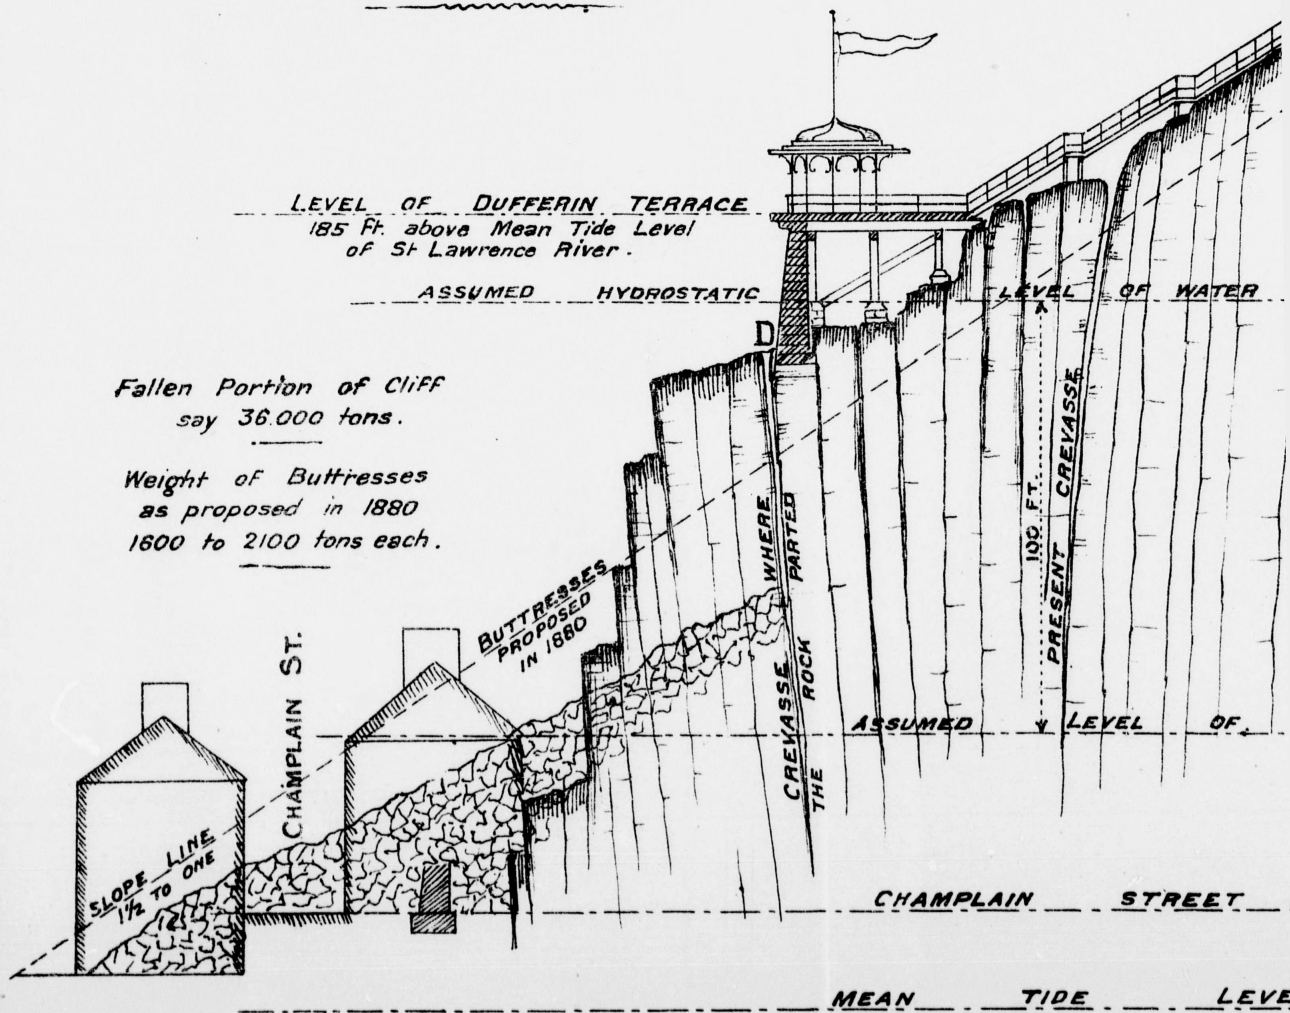 LEVEL OF DUFFERIN TERRACE
185 Ft. above Mean Tide Level
of St Lawrence River.
ASSUMED HYDROSTATIC LEVEL OF WATER
D
Fallen Portion of Cliff
say 36.000 tons.
Weight of Buttresses
as proposed in 1880
1600 to 2100 tons each.
BUTTRESSES
PROPOSED
IN 1880
CREVASSE WHERE
THE ROCK PARTED
100 FT.
PRESENT CREVASSE
CHAMPLAIN ST.
ASSUMED LEVEL OF
SLOPE LINE
1½ TO ONE
CHAMPLAIN STREET
MEAN TIDE LEVE